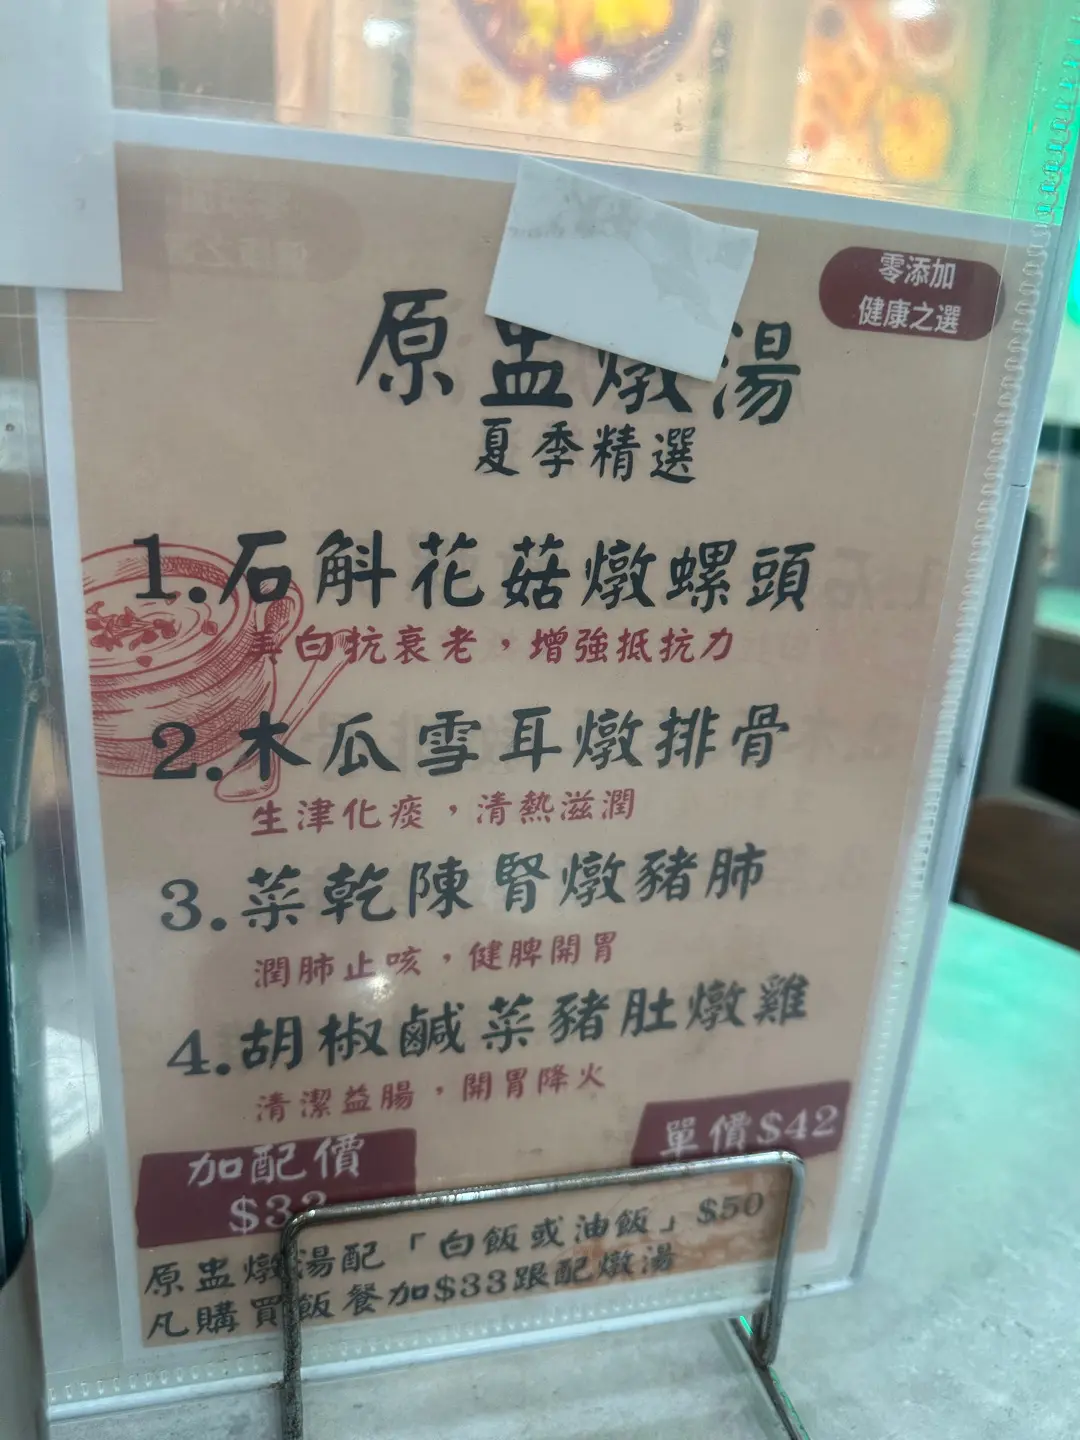 零添加
健康之選
原盅燉湯
夏季精選
1.石斛花菇燉螺頭
美白抗衰老，增強抵抗力
2.木瓜雪耳燉排骨
生津化痰，清熱滋潤
3.菜乾陳腎燉豬肺
潤肺止咳，健脾開胃
4.胡椒鹹菜豬肚燉雞
清潔益腸，開胃降火
單價$42
加配價
$33
原盅燉湯配「白飯或油飯」$50
凡購買飯餐加$33跟配燉湯